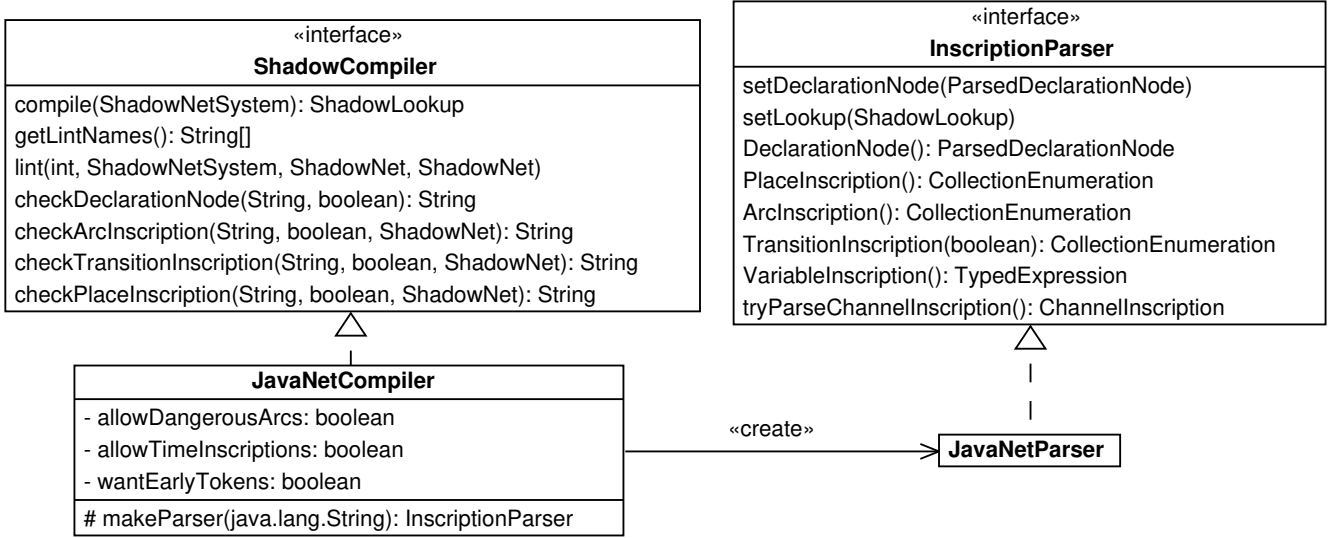 «interface»
ShadowCompiler
compile(ShadowNetSystem): ShadowLookup
getLintNames(): String[]
lint(int, ShadowNetSystem, ShadowNet, ShadowNet)
checkDeclarationNode(String, boolean): String
checkArcInscription(String, boolean, ShadowNet): String
checkTransitionInscription(String, boolean, ShadowNet): String
checkPlaceInscription(String, boolean, ShadowNet): String
«interface»
InscriptionParser
setDeclarationNode(ParsedDeclarationNode)
setLookup(ShadowLookup)
DeclarationNode(): ParsedDeclarationNode
PlaceInscription(): CollectionEnumeration
ArcInscription(): CollectionEnumeration
TransitionInscription(boolean): CollectionEnumeration
VariableInscription(): TypedExpression
tryParseChannelInscription(): ChannelInscription
JavaNetCompiler
- allowDangerousArcs: boolean
- allowTimeInscriptions: boolean
- wantEarlyTokens: boolean
# makeParser(java.lang.String): InscriptionParser
«create»
JavaNetParser